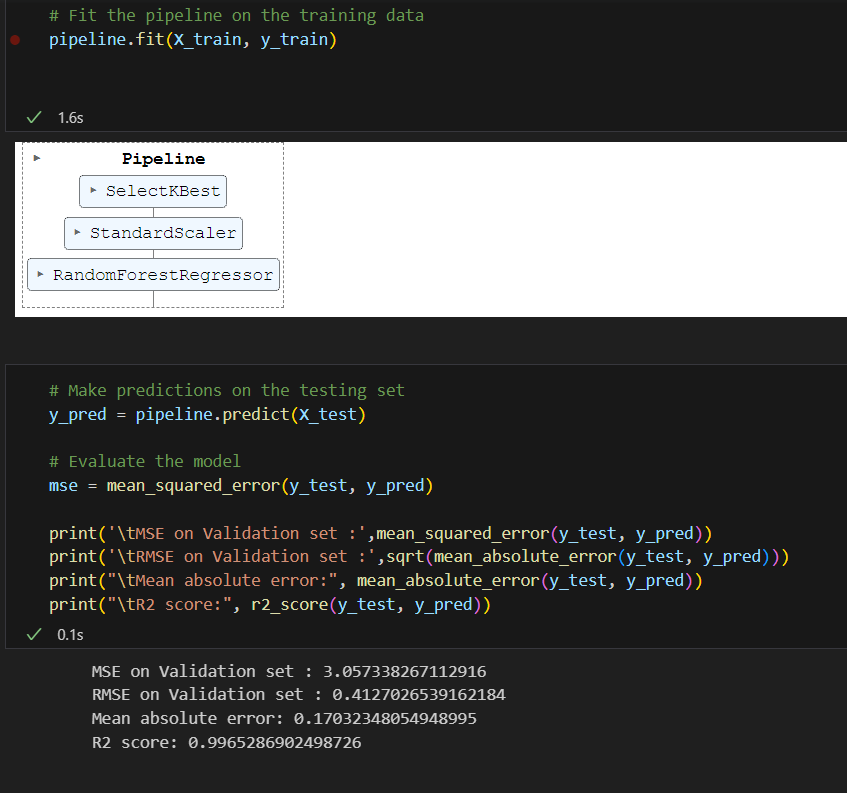 # Fit the pipeline on the training data
pipeline.fit(X_train, y_train)
1.6s
Pipeline
SelectKBest
StandardScaler
RandomForestRegressor
# Make predictions on the testing set
y_pred = pipeline.predict(X_test)
# Evaluate the model
mse = mean_squared_error(y_test, y_pred)
print('\tMSE on Validation set :',mean_squared_error(y_test, y_pred))
print('\tRMSE on Validation set :',sqrt(mean_absolute_error(y_test, y_pred)))
print("\tMean absolute error:", mean_absolute_error(y_test, y_pred))
print("\tR2 score:", r2_score(y_test, y_pred))
0.1s
MSE on Validation set : 3.057338267112916
RMSE on Validation set : 0.4127026539162184
Mean absolute error: 0.17032348054948995
R2 score: 0.9965286902498726